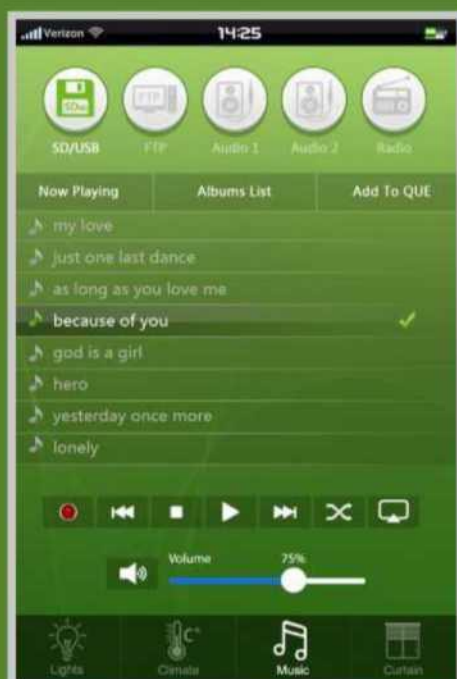 Verizon 14:25
SD/USB FTP Audio 1 Audio 2 Radio
Now Playing Albums List Add To QUE
my love
just one last dance
as long as you love me
because of you
god is a girl
hero
yesterday once more
lonely
Volume 75%
C°
Lights Climate Music Curtain